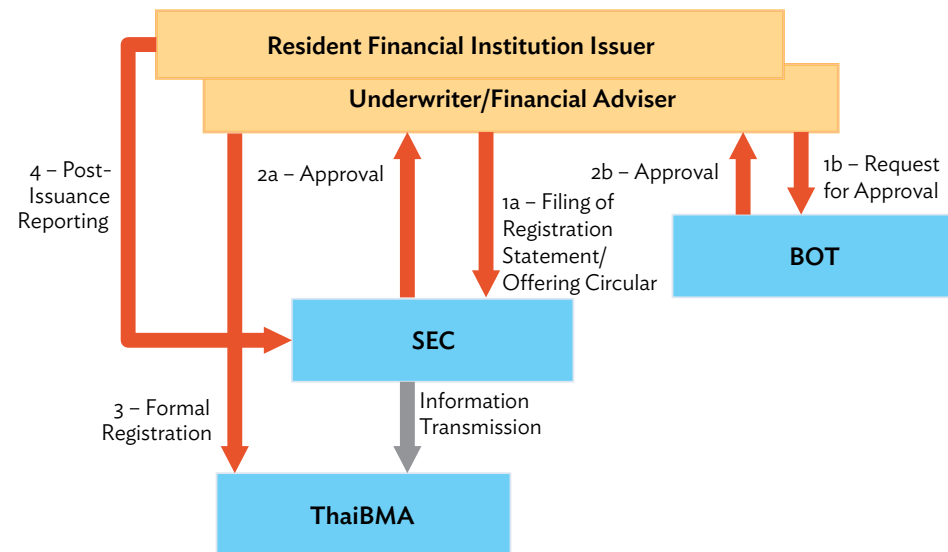 Resident Financial Institution Issuer
Underwriter/Financial Adviser
4 – Post-
Issuance
Reporting
2a – Approval
1a – Filing of
Registration
Statement/
Offering Circular
2b – Approval
1b – Request
for Approval
BOT
SEC
3 – Formal
Registration
Information
Transmission
ThaiBMA